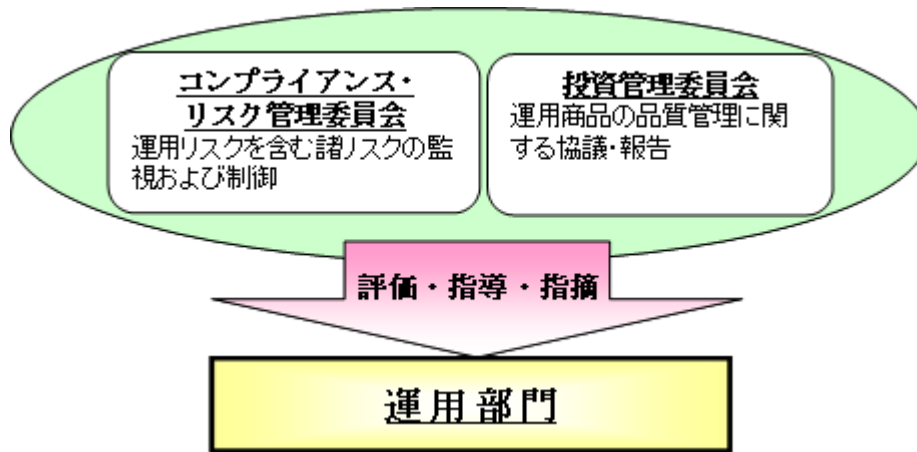 コンプライアンス・
リスク管理委員会
運用リスクを含む諸リスクの監
視および制御
投資管理委員会
運用商品の品質管理に関
する協議・報告
評価・指導・指摘
運用部門